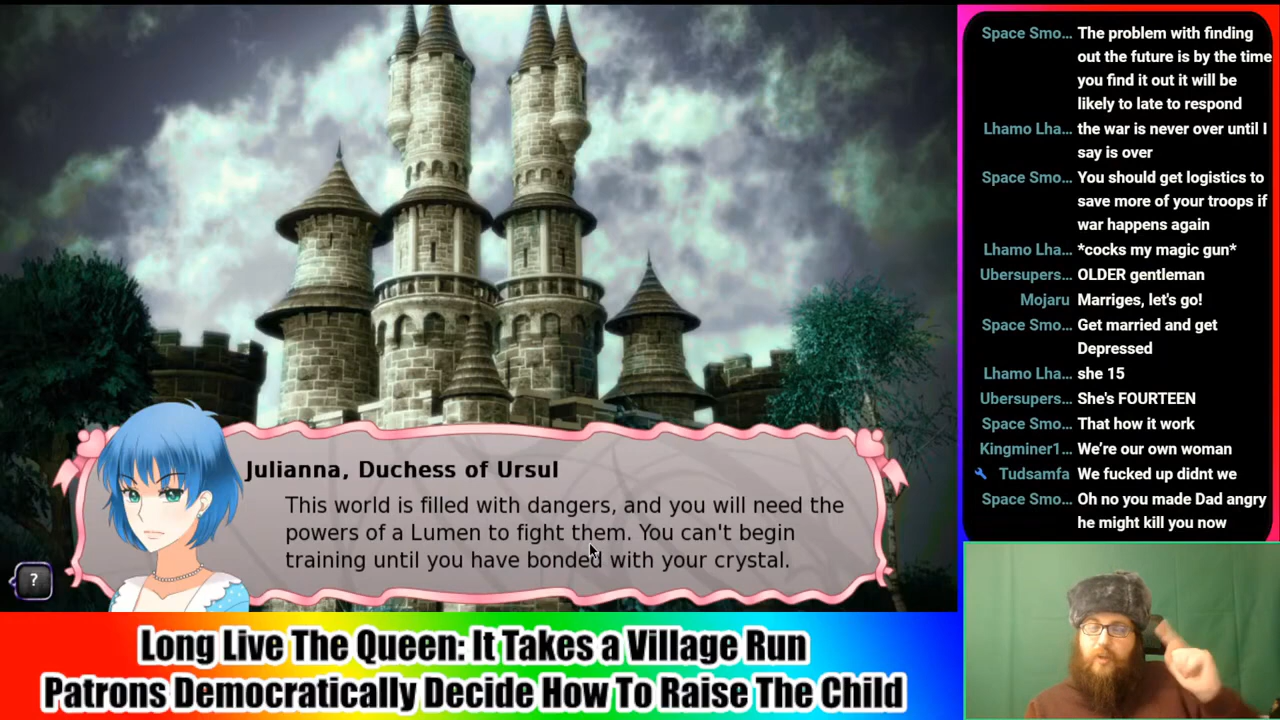 Julianna, Duchess of Ursul
This world is filled with dangers, and you will need the
powers of a Lumen to fight them. You can't begin
training until you have bonded with your crystal.
?
Long Live The Queen: It Takes a Village Run
Patrons Democratically Decide How To Raise The Child
Space Smo... The problem with finding
out the future is by the time
you find it out it will be
likely to late to respond
Lhamo Lha... the war is never over until I
say is over
Space Smo... You should get logistics to
save more of your troops if
war happens again
Lhamo Lha... *cocks my magic gun*
Ubersupers... OLDER gentleman
Mojaru Marriges, let's go!
Space Smo... Get married and get
Depressed
Lhamo Lha... she 15
Ubersupers... She's FOURTEEN
Space Smo... That how it work
Kingminer1... We're our own woman
Tudsamfa We fucked up didnt we
Space Smo... Oh no you made Dad angry
he might kill you now